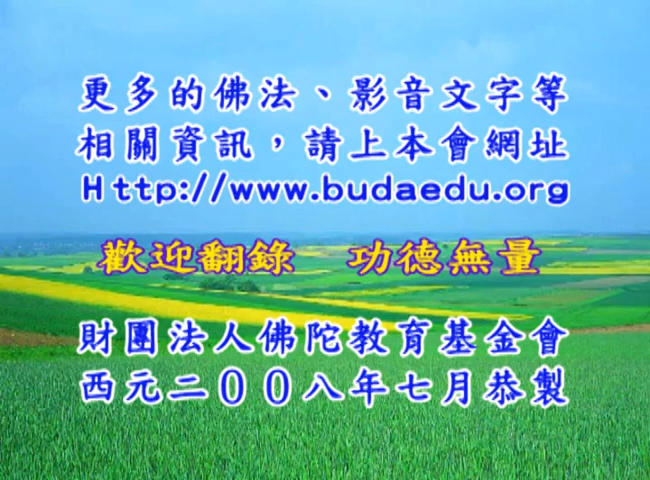 更多的佛法、影音文字等
相關資訊，請上本會網址
Http://www.budaedu.org
歡迎翻錄　功德無量
財團法人佛陀教育基金會
西元二００八年七月恭製